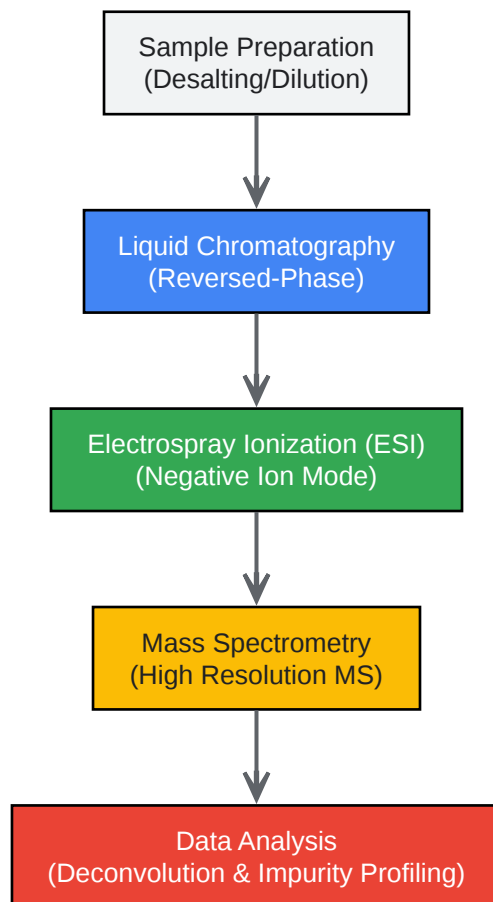 Sample Preparation
(Desalting/Dilution)
Liquid Chromatography
(Reversed-Phase)
Electrospray Ionization (ESI)
(Negative Ion Mode)
Mass Spectrometry
(High Resolution MS)
Data Analysis
(Deconvolution & Impurity Profiling)